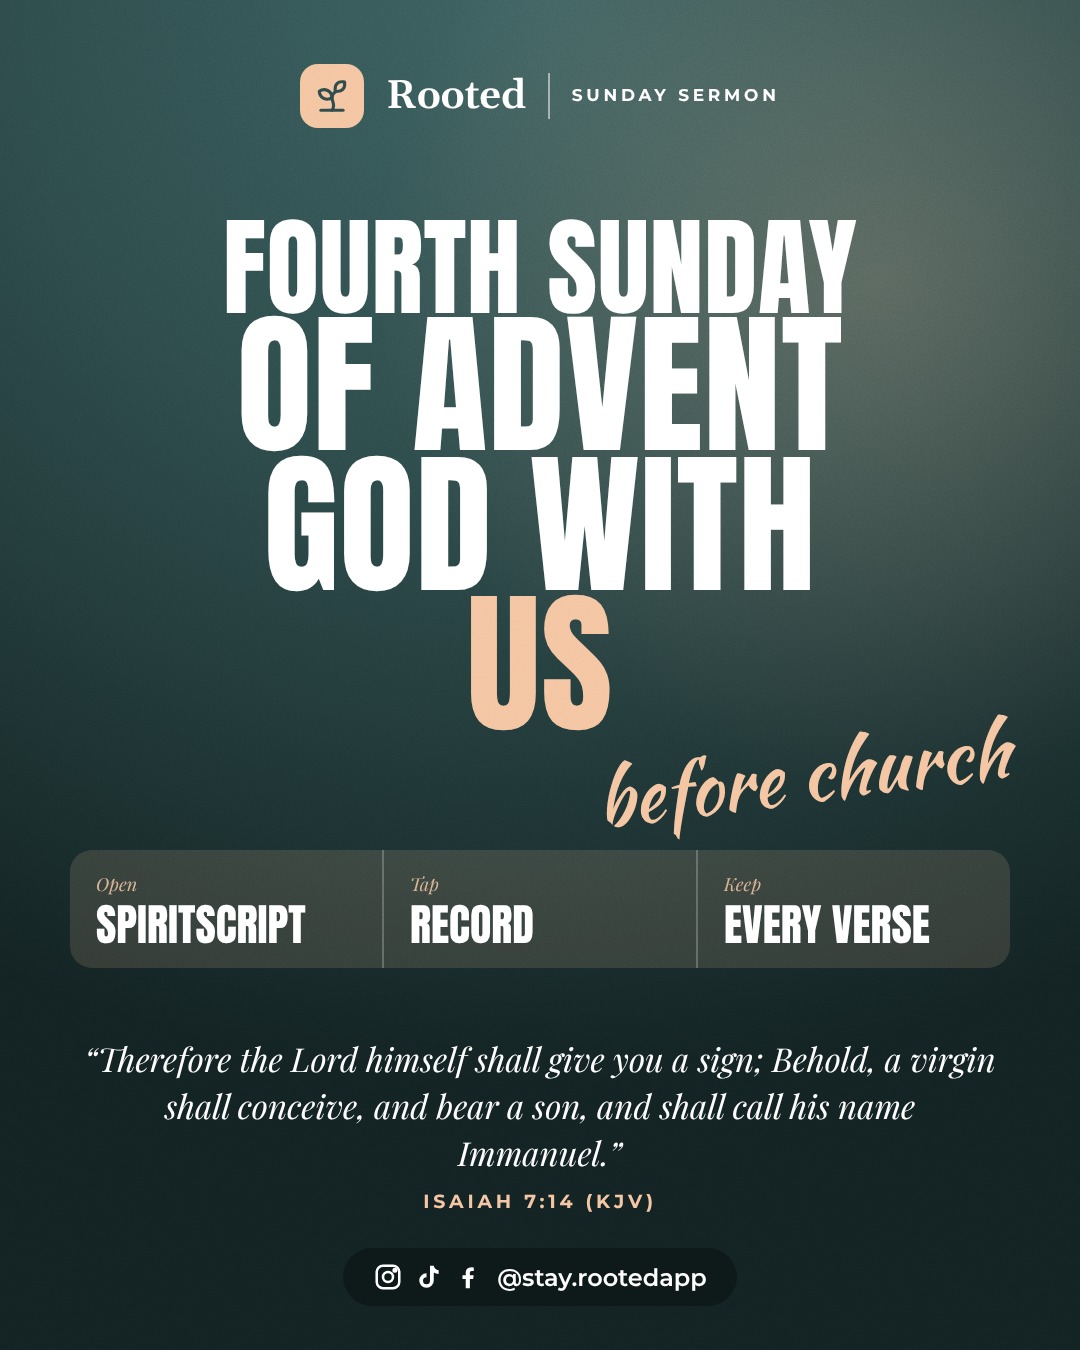 Rooted
SUNDAY SERMON
FOURTH SUNDAY
OF ADVENT
GOD WITH
US
before church
Open
SPIRITSCRIPT
Tap
RECORD
Keep
EVERY VERSE
“Therefore the Lord himself shall give you a sign; Behold, a virgin
shall conceive, and bear a son, and shall call his name
Immanuel.”
ISAIAH 7:14 (KJV)
@stay.rootedapp